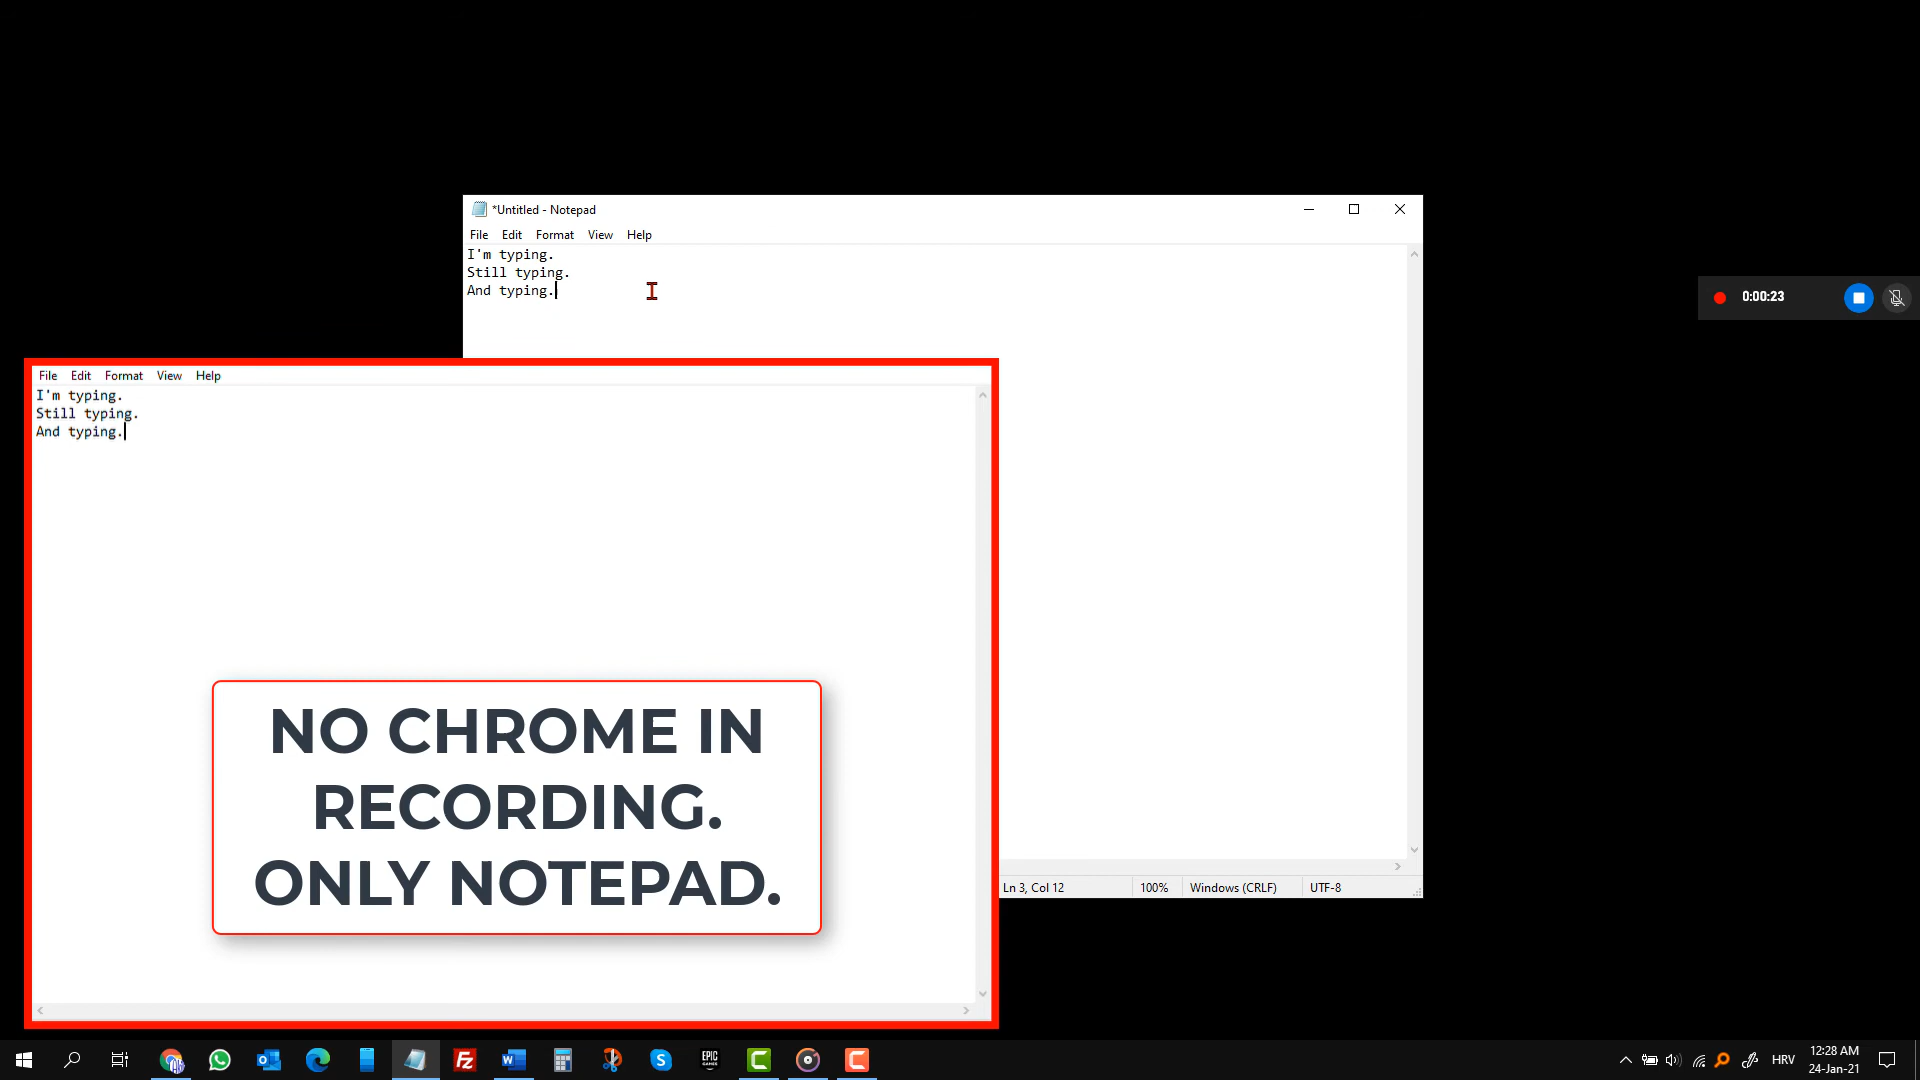 *Untitled - Notepad
File Edit Format View Help
I'm typing.
Still typing.
And typing.
0:00:23
File Edit Format View Help
I'm typing.
Still typing.
And typing.
NO CHROME IN
RECORDING.
ONLY NOTEPAD.
Ln 3, Col 12 100% Windows (CRLF) UTF-8
EPIC
GAMES
HRV
12:28 AM
24-Jan-21